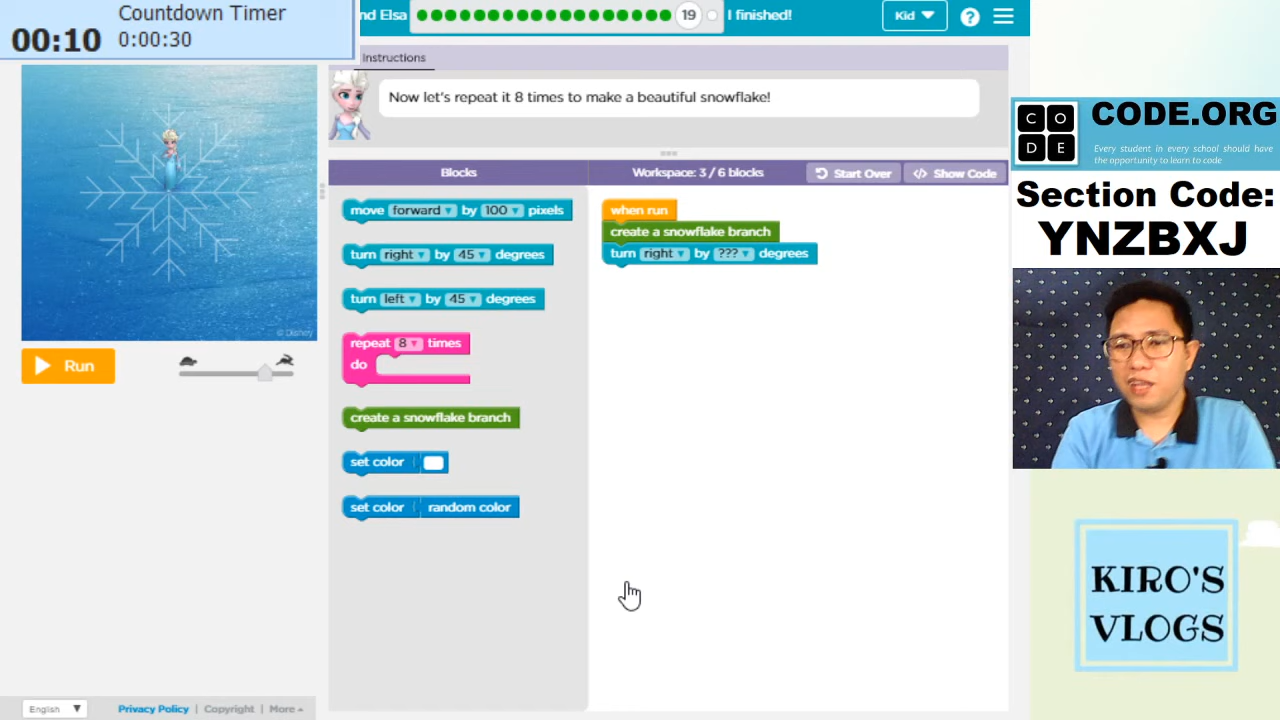 Countdown Timer
00:10
0:00:30
nd Elsa
19
I finished!
Kid
?
Instructions
Now let's repeat it 8 times to make a beautiful snowflake!
Blocks
Workspace: 3 / 6 blocks
Start Over
</> Show Code
move forward by 100 pixels
turn right by 45 degrees
turn left by 45 degrees
repeat 8 times
do
create a snowflake branch
set color
set color random color
when run
create a snowflake branch
turn right by ??? degrees
© Disney
Run
English
Privacy Policy | Copyright | More
C O
D E
CODE.ORG
Every student in every school should have
the opportunity to learn to code
Section Code:
YNZBXJ
KIRO'S
VLOGS